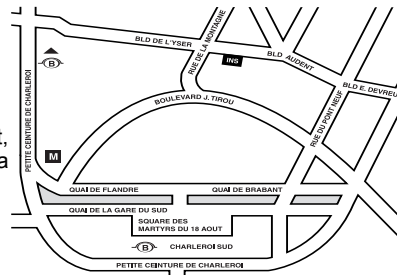 BLD DE L'YSER
RUE DE LA MONTAGNE
INS
BLD AUDENT
BLD E. DEVREU
B
PETITE CEINTURE DE CHARLEROI
BOULEVARD J. TIROU
RUE DU PONT NEUF
t,
a
M
QUAI DE FLANDRE
QUAI DE BRABANT
QUAI DE LA GARE DU SUD
SQUARE DES
MARTYRS DU 18 AOUT
B
CHARLEROI SUD
PETITE CEINTURE DE CHARLEROI